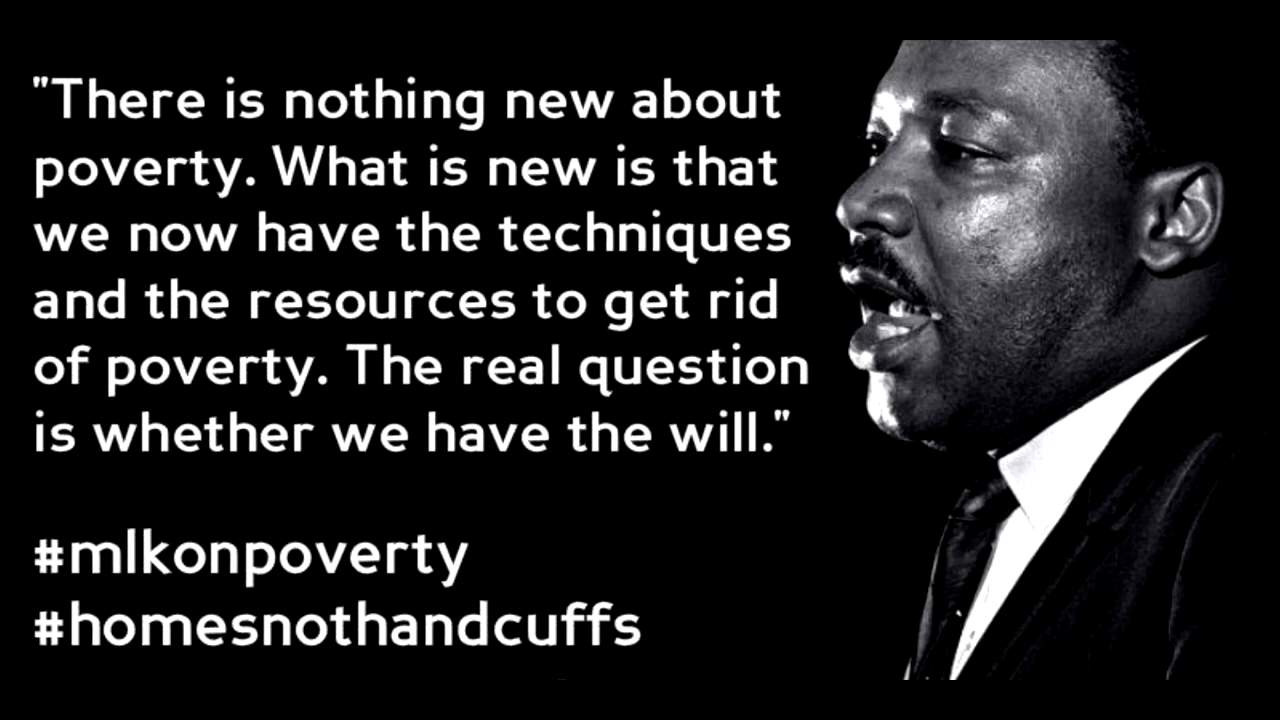 "There is nothing new about
poverty. What is new is that
we now have the techniques
and the resources to get rid
of poverty. The real question
is whether we have the will."
#mlkonpoverty
#homesnothandcuffs